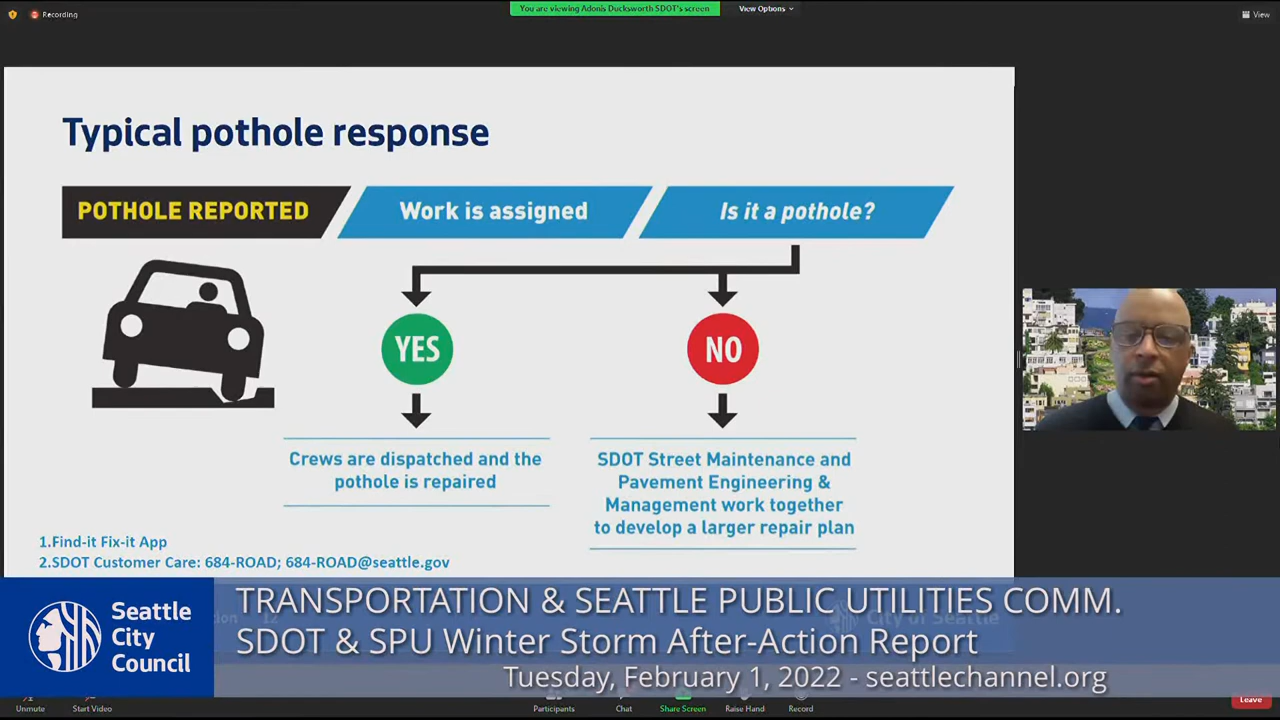 Recording
You are viewing Adonis Ducksworth SDOT's screen
View Options
View
Typical pothole response
POTHOLE REPORTED
Work is assigned
Is it a pothole?
YES
NO
Crews are dispatched and the
pothole is repaired
SDOT Street Maintenance and
Pavement Engineering &
Management work together
to develop a larger repair plan
1.Find-it Fix-it App
2.SDOT Customer Care: 684-ROAD; 684-ROAD@seattle.gov
City of Seattle
Seattle
City
Council
TRANSPORTATION & SEATTLE PUBLIC UTILITIES COMM.
SDOT & SPU Winter Storm After-Action Report
Tuesday, February 1, 2022 - seattlechannel.org
Unmute
Start Video
Participants
Chat
Share Screen
Raise Hand
Record
Leave